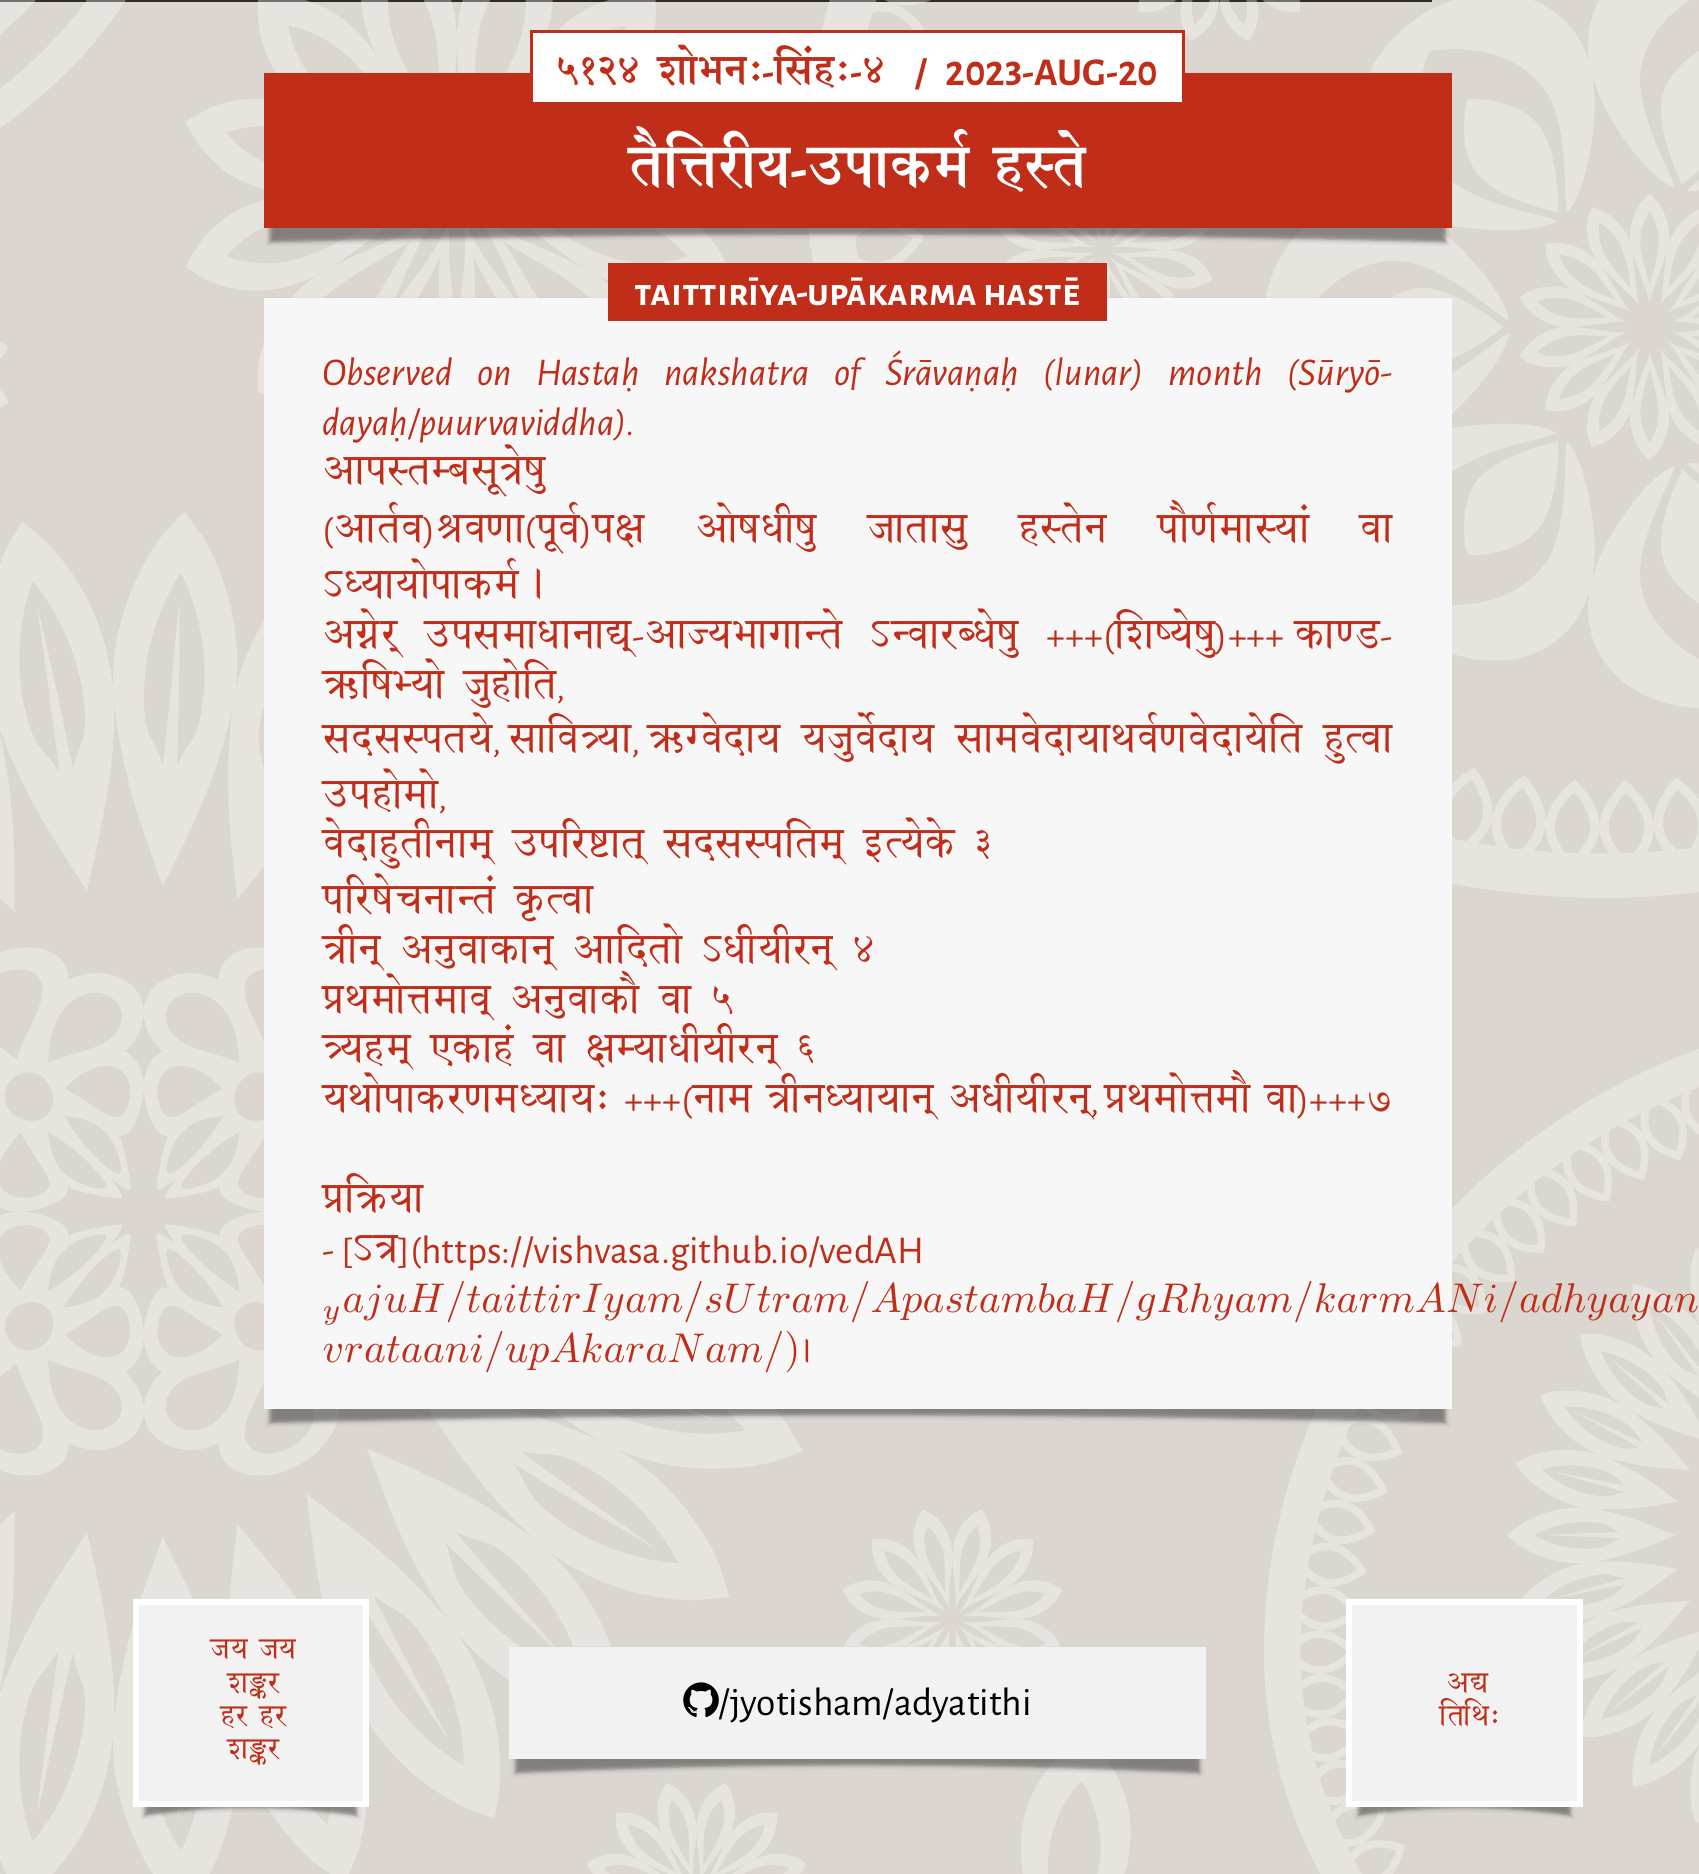 ५१२४ शोभनः-सिंहः-४ / 2023-AUG-20
तैत्तिरीय-उपाकर्म हस्ते
TAITTIRĪYA-UPĀKARMA HASTĒ
Observed on Hastaḥ nakshatra of Śrāvaṇaḥ (lunar) month (Sūryō-
dayaḥ/puurvaviddha).
आपस्तम्बसूत्रेषु
(आर्तव)श्रवणा(पूर्व)पक्ष ओषधीषु जातासु हस्तेन पौर्णमास्यां वा
ऽध्यायोपाकर्म ।
अग्नेर् उपसमाधानाद्य्-आज्यभागान्ते ऽन्वारब्धेषु +++(शिष्येषु)+++ काण्ड-
ऋषिभ्यो जुहोति,
सदसस्पतये, सावित्र्या, ऋग्वेदाय यजुर्वेदाय सामवेदायाथर्वणवेदायेति हुत्वा
उपहोमो,
वेदाहुतीनाम् उपरिष्टात् सदसस्पतिम् इत्येके ३
परिषेचनान्तं कृत्वा
त्रीन् अनुवाकान् आदितो ऽधीयीरन् ४
प्रथमोत्तमाव् अनुवाकौ वा ५
त्र्यहम् एकाहं वा क्षम्याधीयीरन् ६
यथोपाकरणमध्यायः +++(नाम त्रीनध्यायान् अधीयीरन्, प्रथमोत्तमौ वा)+++७
प्रक्रिया
- [ऽत्र](https://vishvasa.github.io/vedAH
yajuH/taittirIyam/sUtram/ApastambaH/gRhyam/karmANi/adhyayan
vrataani/upAkaraNam/)।
जय जय
शङ्कर
हर हर
शङ्कर
/jyotisham/adyatithi
अद्य
तिथिः